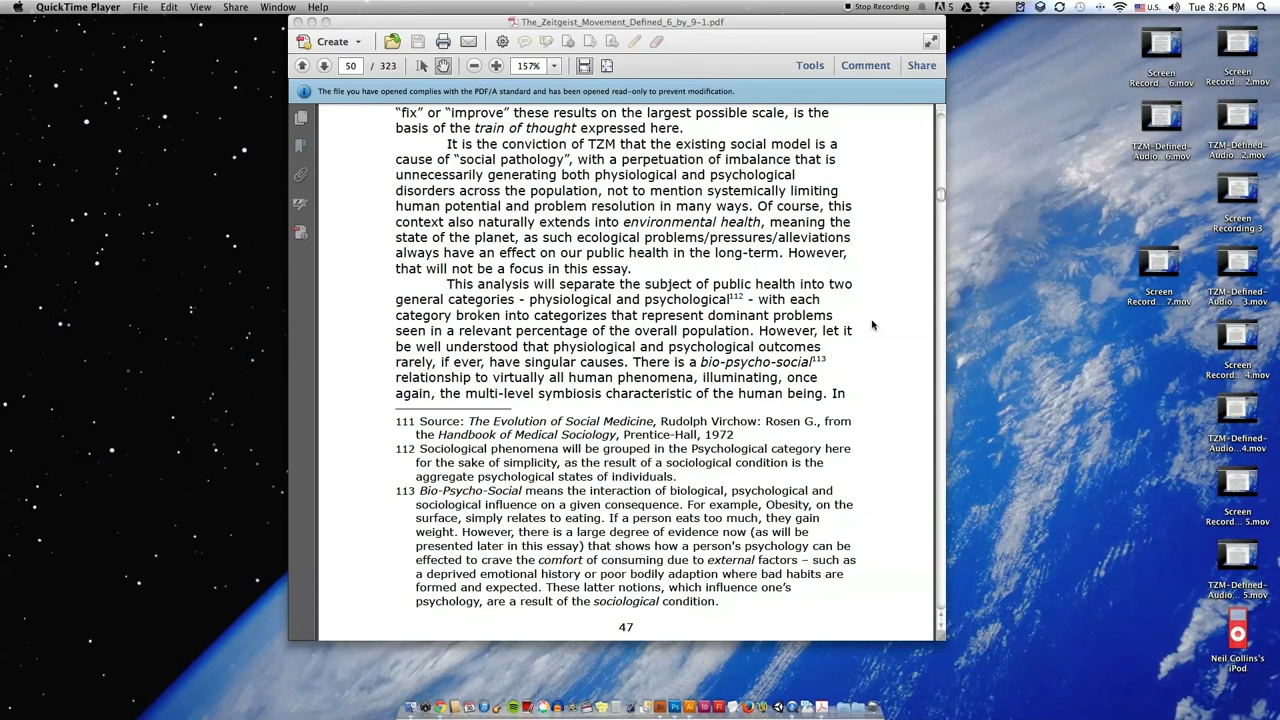 QuickTime Player File Edit View Share Window Help
Stop Recording 5 U.S. Tue 8:26 PM
The_Zeitgeist_Movement_Defined_6_by_9-1.pdf
Create
50 / 323 157% Tools Comment Share
The file you have opened complies with the PDF/A standard and has been opened read-only to prevent modification.
“fix” or “improve” these results on the largest possible scale, is the
basis of the train of thought expressed here.
It is the conviction of TZM that the existing social model is a
cause of “social pathology”, with a perpetuation of imbalance that is
unnecessarily generating both physiological and psychological
disorders across the population, not to mention systemically limiting
human potential and problem resolution in many ways. Of course, this
context also naturally extends into environmental health, meaning the
state of the planet, as such ecological problems/pressures/alleviations
always have an effect on our public health in the long-term. However,
that will not be a focus in this essay.
This analysis will separate the subject of public health into two
general categories - physiological and psychological112 - with each
category broken into categorizes that represent dominant problems
seen in a relevant percentage of the overall population. However, let it
be well understood that physiological and psychological outcomes
rarely, if ever, have singular causes. There is a bio-psycho-social113
relationship to virtually all human phenomena, illuminating, once
again, the multi-level symbiosis characteristic of the human being. In
111 Source: The Evolution of Social Medicine, Rudolph Virchow: Rosen G., from
the Handbook of Medical Sociology, Prentice-Hall, 1972
112 Sociological phenomena will be grouped in the Psychological category here
for the sake of simplicity, as the result of a sociological condition is the
aggregate psychological states of individuals.
113 Bio-Psycho-Social means the interaction of biological, psychological and
sociological influence on a given consequence. For example, Obesity, on the
surface, simply relates to eating. If a person eats too much, they gain
weight. However, there is a large degree of evidence now (as will be
presented later in this essay) that shows how a person's psychology can be
effected to crave the comfort of consuming due to external factors – such as
a deprived emotional history or poor bodily adaption where bad habits are
formed and expected. These latter notions, which influence one’s
psychology, are a result of the sociological condition.
47
Screen
Record... 6.mov
Screen
Record... 2.mov
TZM-Defined-
Audio...6.mov
TZM-Defined-
Audio...2.mov
Screen
Recording 3
Screen
Record... 7.mov
TZM-Defined-
Audio... 3.mov
Screen
Record... 4.mov
TZM-Defined-
Audio...4.mov
Screen
Record... 5.mov
TZM-Defined-
Audio... 5.mov
Neil Collins's
iPod